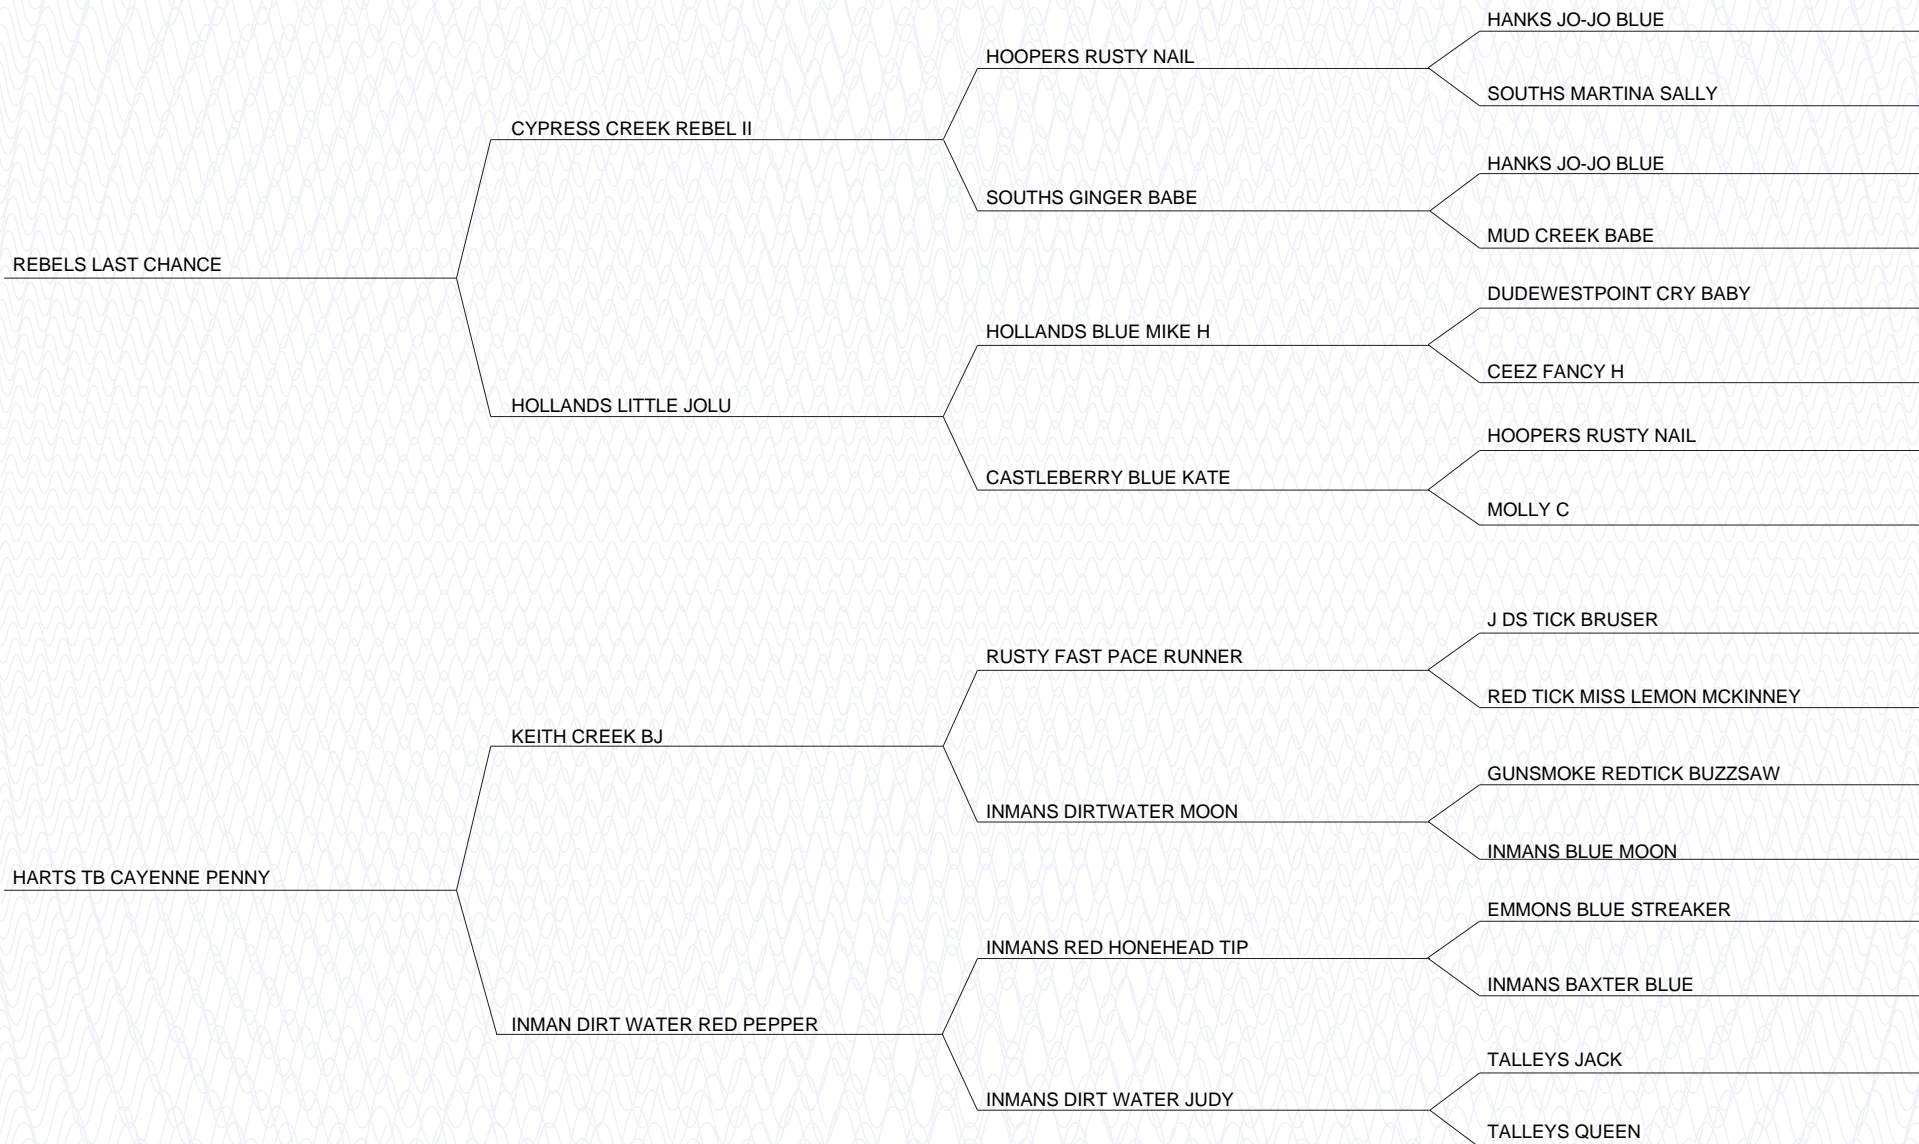 HANKS JO-JO BLUE
HOOPERS RUSTY NAIL
SOUTHS MARTINA SALLY
CYPRESS CREEK REBEL II
HANKS JO-JO BLUE
SOUTHS GINGER BABE
MUD CREEK BABE
REBELS LAST CHANCE
DUDEWESTPOINT CRY BABY
HOLLANDS BLUE MIKE H
CEEZ FANCY H
HOLLANDS LITTLE JOLU
HOOPERS RUSTY NAIL
CASTLEBERRY BLUE KATE
MOLLY C
J DS TICK BRUSER
RUSTY FAST PACE RUNNER
RED TICK MISS LEMON MCKINNEY
KEITH CREEK BJ
GUNSMOKE REDTICK BUZZSAW
INMANS DIRTWATER MOON
INMANS BLUE MOON
HARTS TB CAYENNE PENNY
EMMONS BLUE STREAKER
INMANS RED HONEHEAD TIP
INMANS BAXTER BLUE
INMAN DIRT WATER RED PEPPER
TALLEYS JACK
INMANS DIRT WATER JUDY
TALLEYS QUEEN